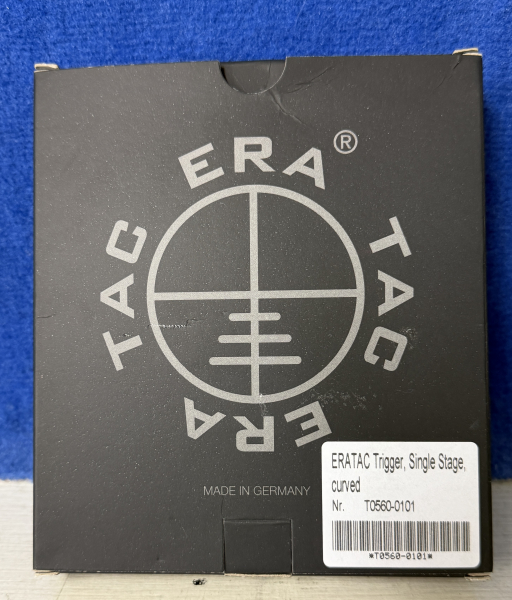 ERA®
TAC
TAC
ERA
MADE IN GERMANY
ERATAC Trigger, Single Stage,
curved
Nr. T0560-0101
*T0560-0101*